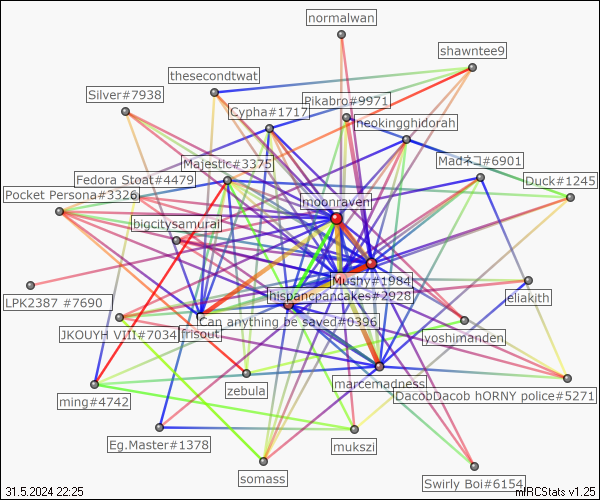 normalwan
shawntee9
thesecondtwat
Silver#7938
Pikabro#9971
Cypha#1717
neokingghidorah
Madネコ#6901
Majestic#3375
Fedora Stoat#4479
Duck#1245
Pocket Persona#3326
moonraven
bigcitysamurai
Mushy#1984
hispancpancakes#2928
eliakith
LPK2387 #7690
Can anything be saved#0396
JKOUYH VIII#7034
frisout
yoshimanden
marcemadness
zebula
DacobDacob hORNY police#5271
ming#4742
Eg.Master#1378
mukszi
somass
Swirly Boi#6154
31.5.2024 22:25
mIRCStats v1.25